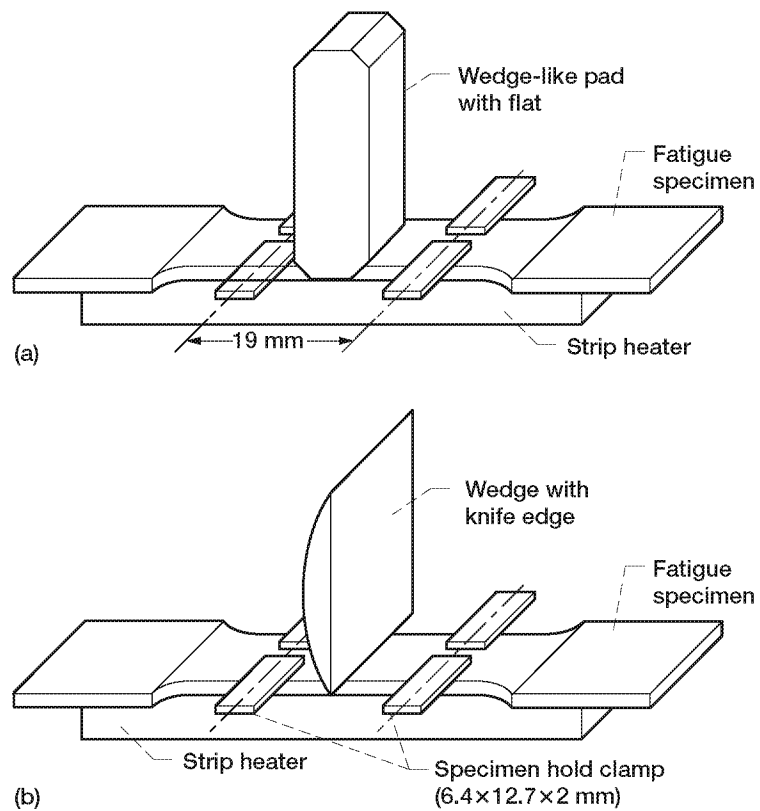 Wedge-like pad
with flat
Fatigue
specimen
19 mm
Strip heater
(a)
Wedge with
knife edge
Fatigue
specimen
Strip heater
Specimen hold clamp
(6.4×12.7×2 mm)
(b)